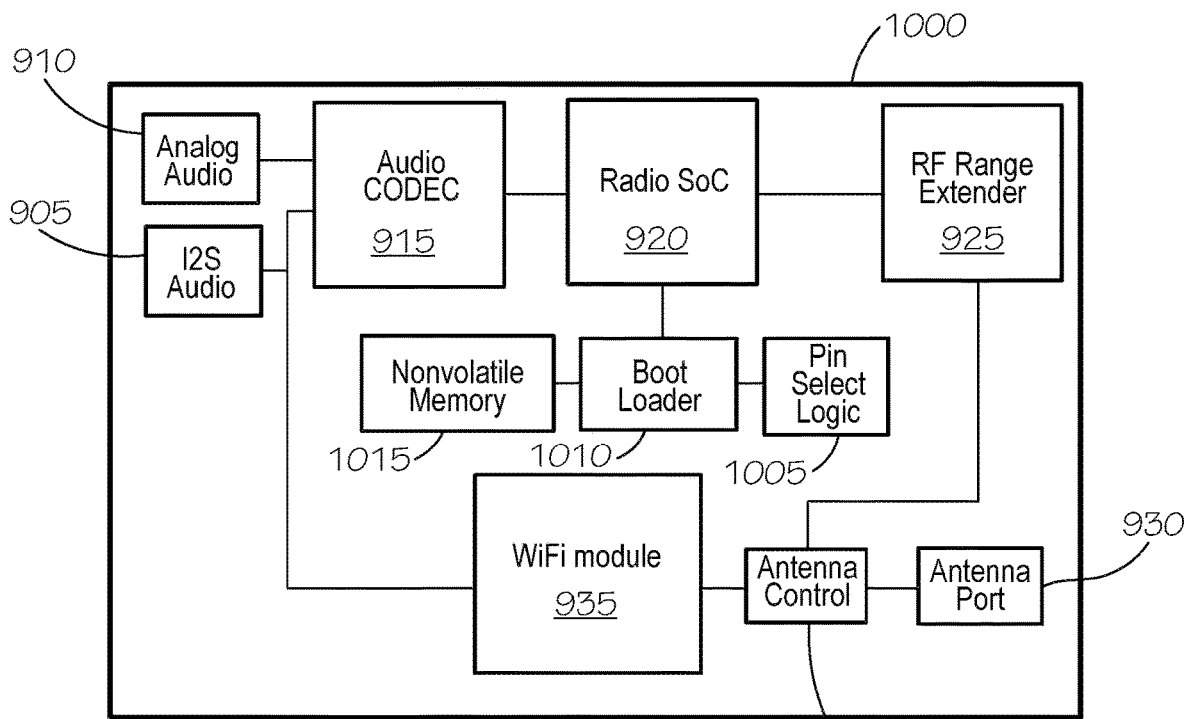 1000
910
Analog
Audio
Audio
CODEC
915
Radio SoC
920
RF Range
Extender
925
905
I2S
Audio
Nonvolatile
Memory
Boot
Loader
Pin
Select
Logic
1015
1010
1005
WiFi module
935
Antenna
Control
Antenna
Port
930